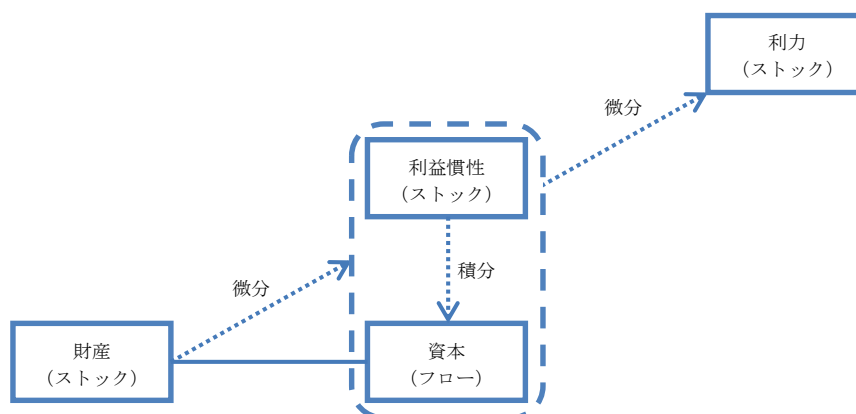 利力
（ストック）
微分
利益慣性
（ストック）
積分
微分
財産
（ストック）
資本
（フロー）